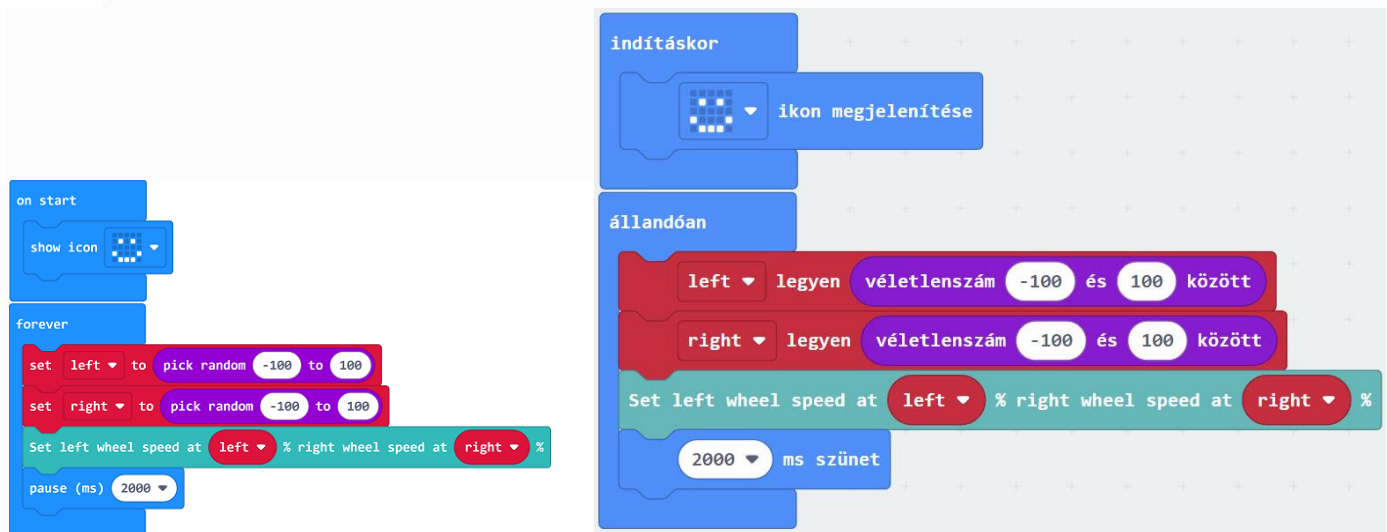 on start
show icon
forever
set left to pick random -100 to 100
set right to pick random -100 to 100
Set left wheel speed at left % right wheel speed at right %
pause (ms) 2000
indításkor
ikon megjelenítése
állandóan
left legyen véletlenszám -100 és 100 között
right legyen véletlenszám -100 és 100 között
Set left wheel speed at left % right wheel speed at right %
2000 ms szünet